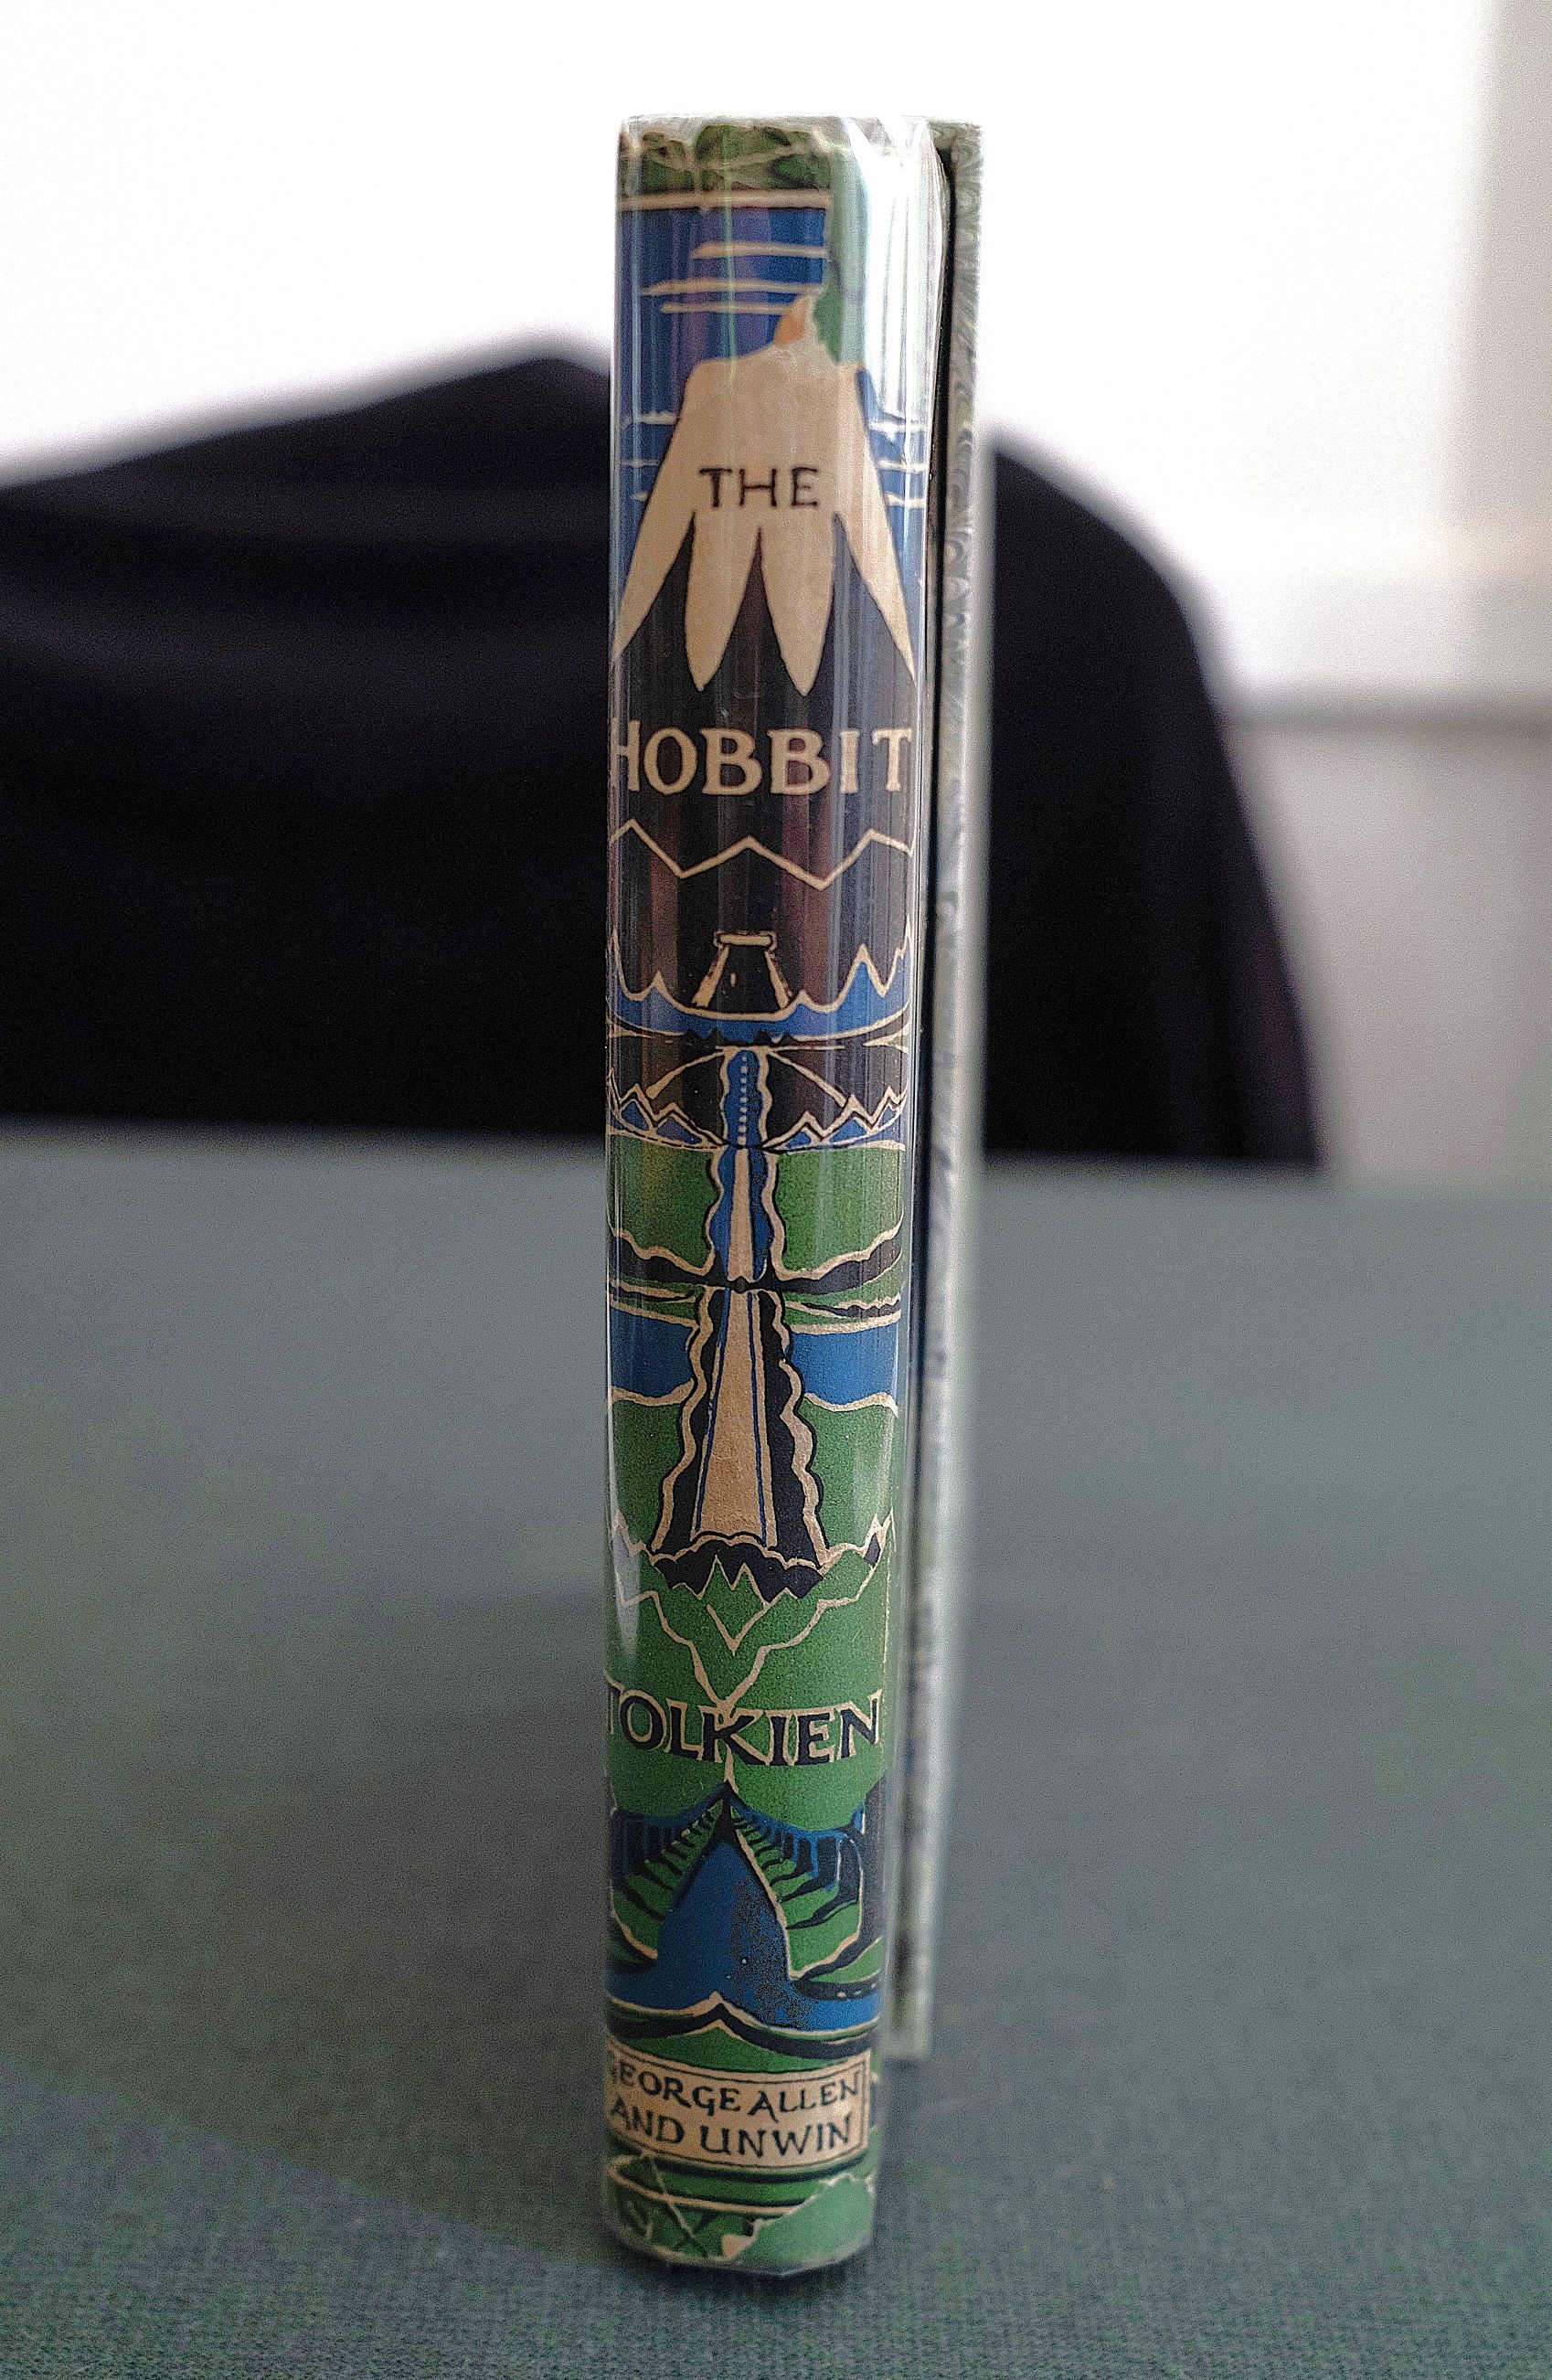 THE
HOBBIT
TOLKIEN
GEORGE ALLEN
AND UNWIN